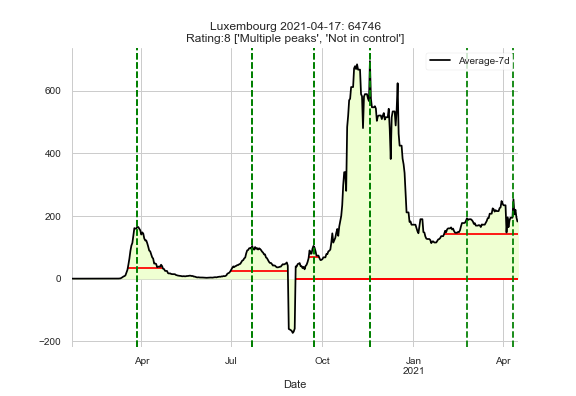 Luxembourg 2021-04-17: 64746
Rating:8 ['Multiple peaks', 'Not in control']
Average-7d
600
400
200
0
−200
Apr
Jul
Oct
Jan
2021
Apr
Date